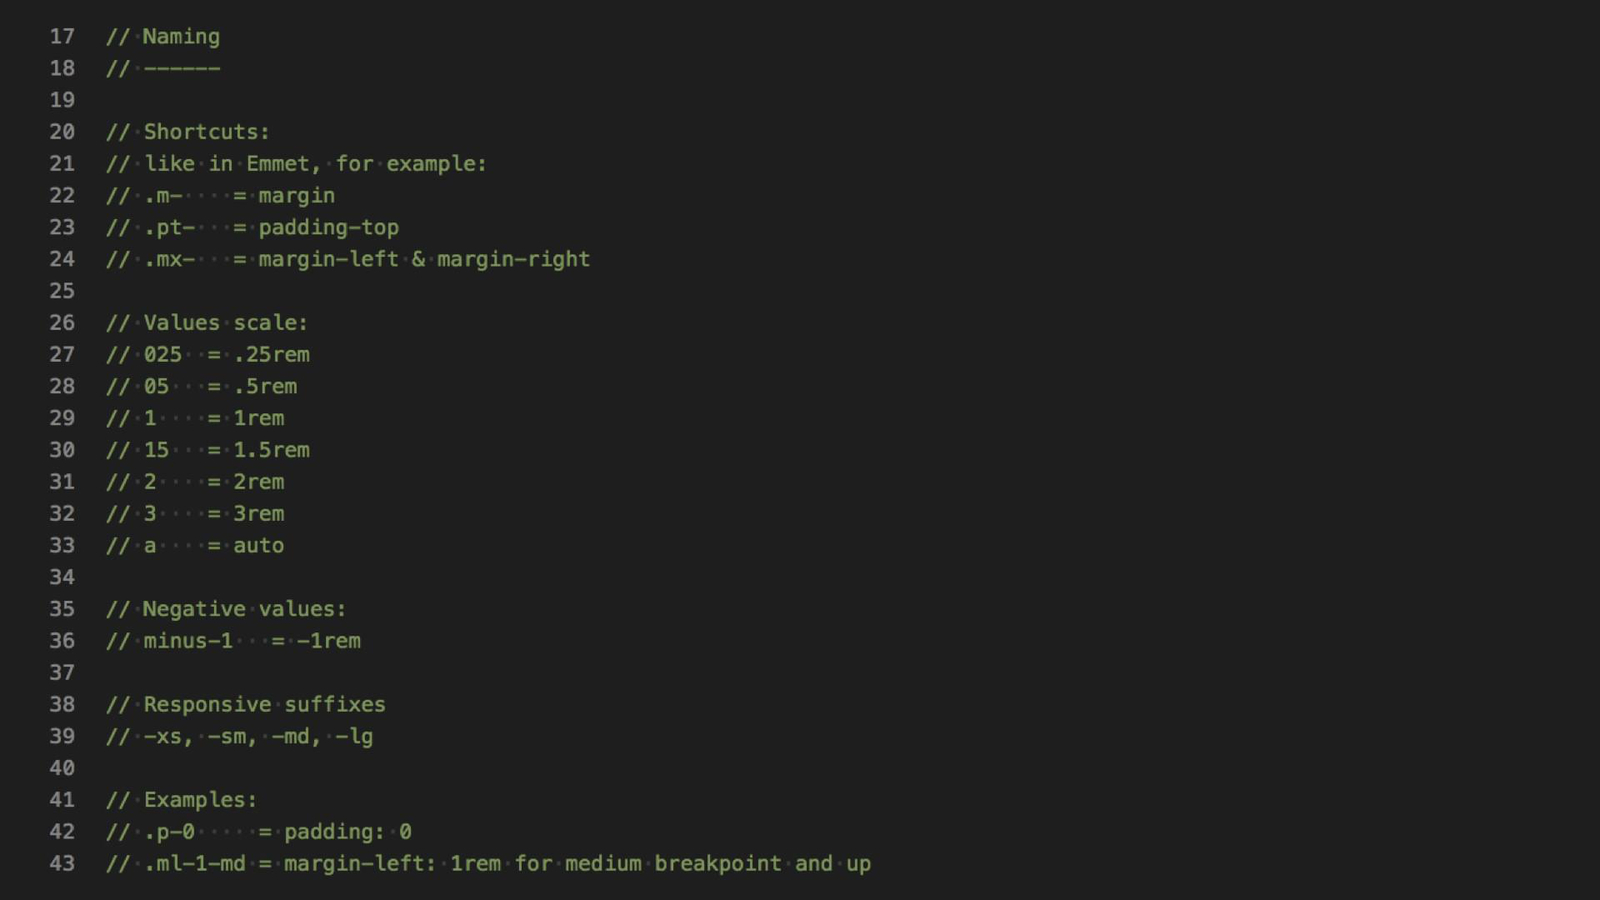 17 // Naming
18 // ------
19
20 // Shortcuts:
21 // like in Emmet, for example:
22 // .m-    = margin
23 // .pt-   = padding-top
24 // .mx-   = margin-left & margin-right
25
26 // Values scale:
27 // 025  = .25rem
28 // 05   = .5rem
29 // 1    = 1rem
30 // 15   = 1.5rem
31 // 2    = 2rem
32 // 3    = 3rem
33 // a    = auto
34
35 // Negative values:
36 // minus-1   = -1rem
37
38 // Responsive suffixes
39 // -xs, -sm, -md, -lg
40
41 // Examples:
42 // .p-0     = padding: 0
43 // .ml-1-md = margin-left: 1rem for medium breakpoint and up